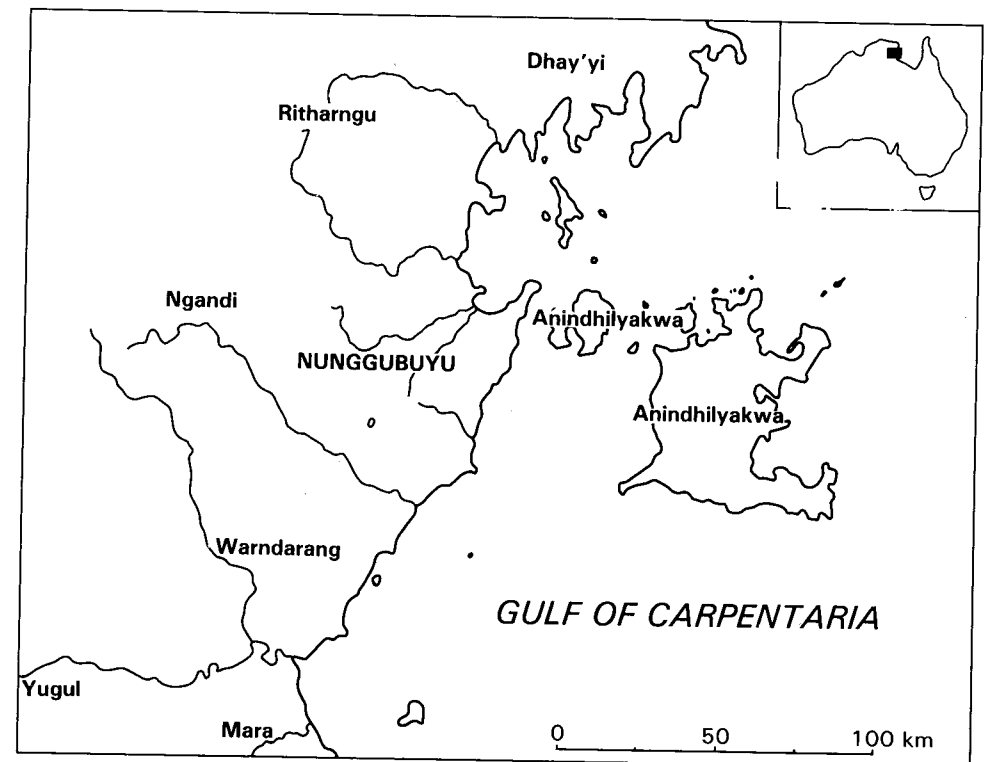 Dhay'yi
Ritharngu
Ngandi
Anindhilyakwa
NUNGGUBUYU
Anindhilyakwa
Warndarang
GULF OF CARPENTARIA
Yugul
Mara
0 50 100 km